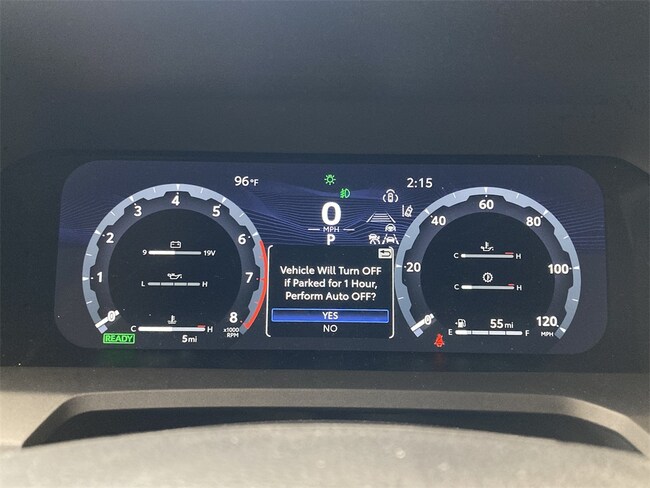 96°F
2:15
0
MPH
P
0
1
2
3
4
5
6
7
8
x1000
RPM
9 19V
L H
C H
READY
5mi
Vehicle Will Turn OFF
if Parked for 1 Hour,
Perform Auto OFF?
YES
NO
0
20
40
60
80
100
120
MPH
C H
C H
55mi
E F